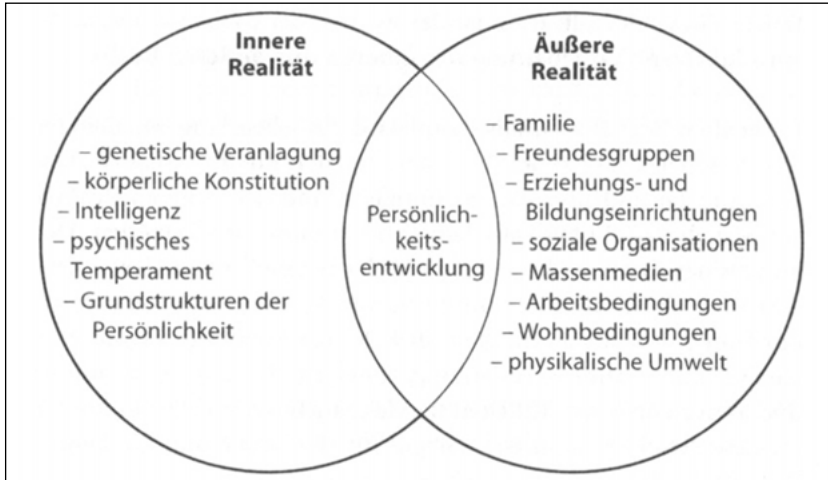 Innere
Realität
– genetische Veranlagung
– körperliche Konstitution
– Intelligenz
– psychisches
Temperament
– Grundstrukturen der
Persönlichkeit
Persönlich-
keits-
entwicklung
Äußere
Realität
– Familie
– Freundesgruppen
– Erziehungs- und
Bildungseinrichtungen
– soziale Organisationen
– Massenmedien
– Arbeitsbedingungen
– Wohnbedingungen
– physikalische Umwelt